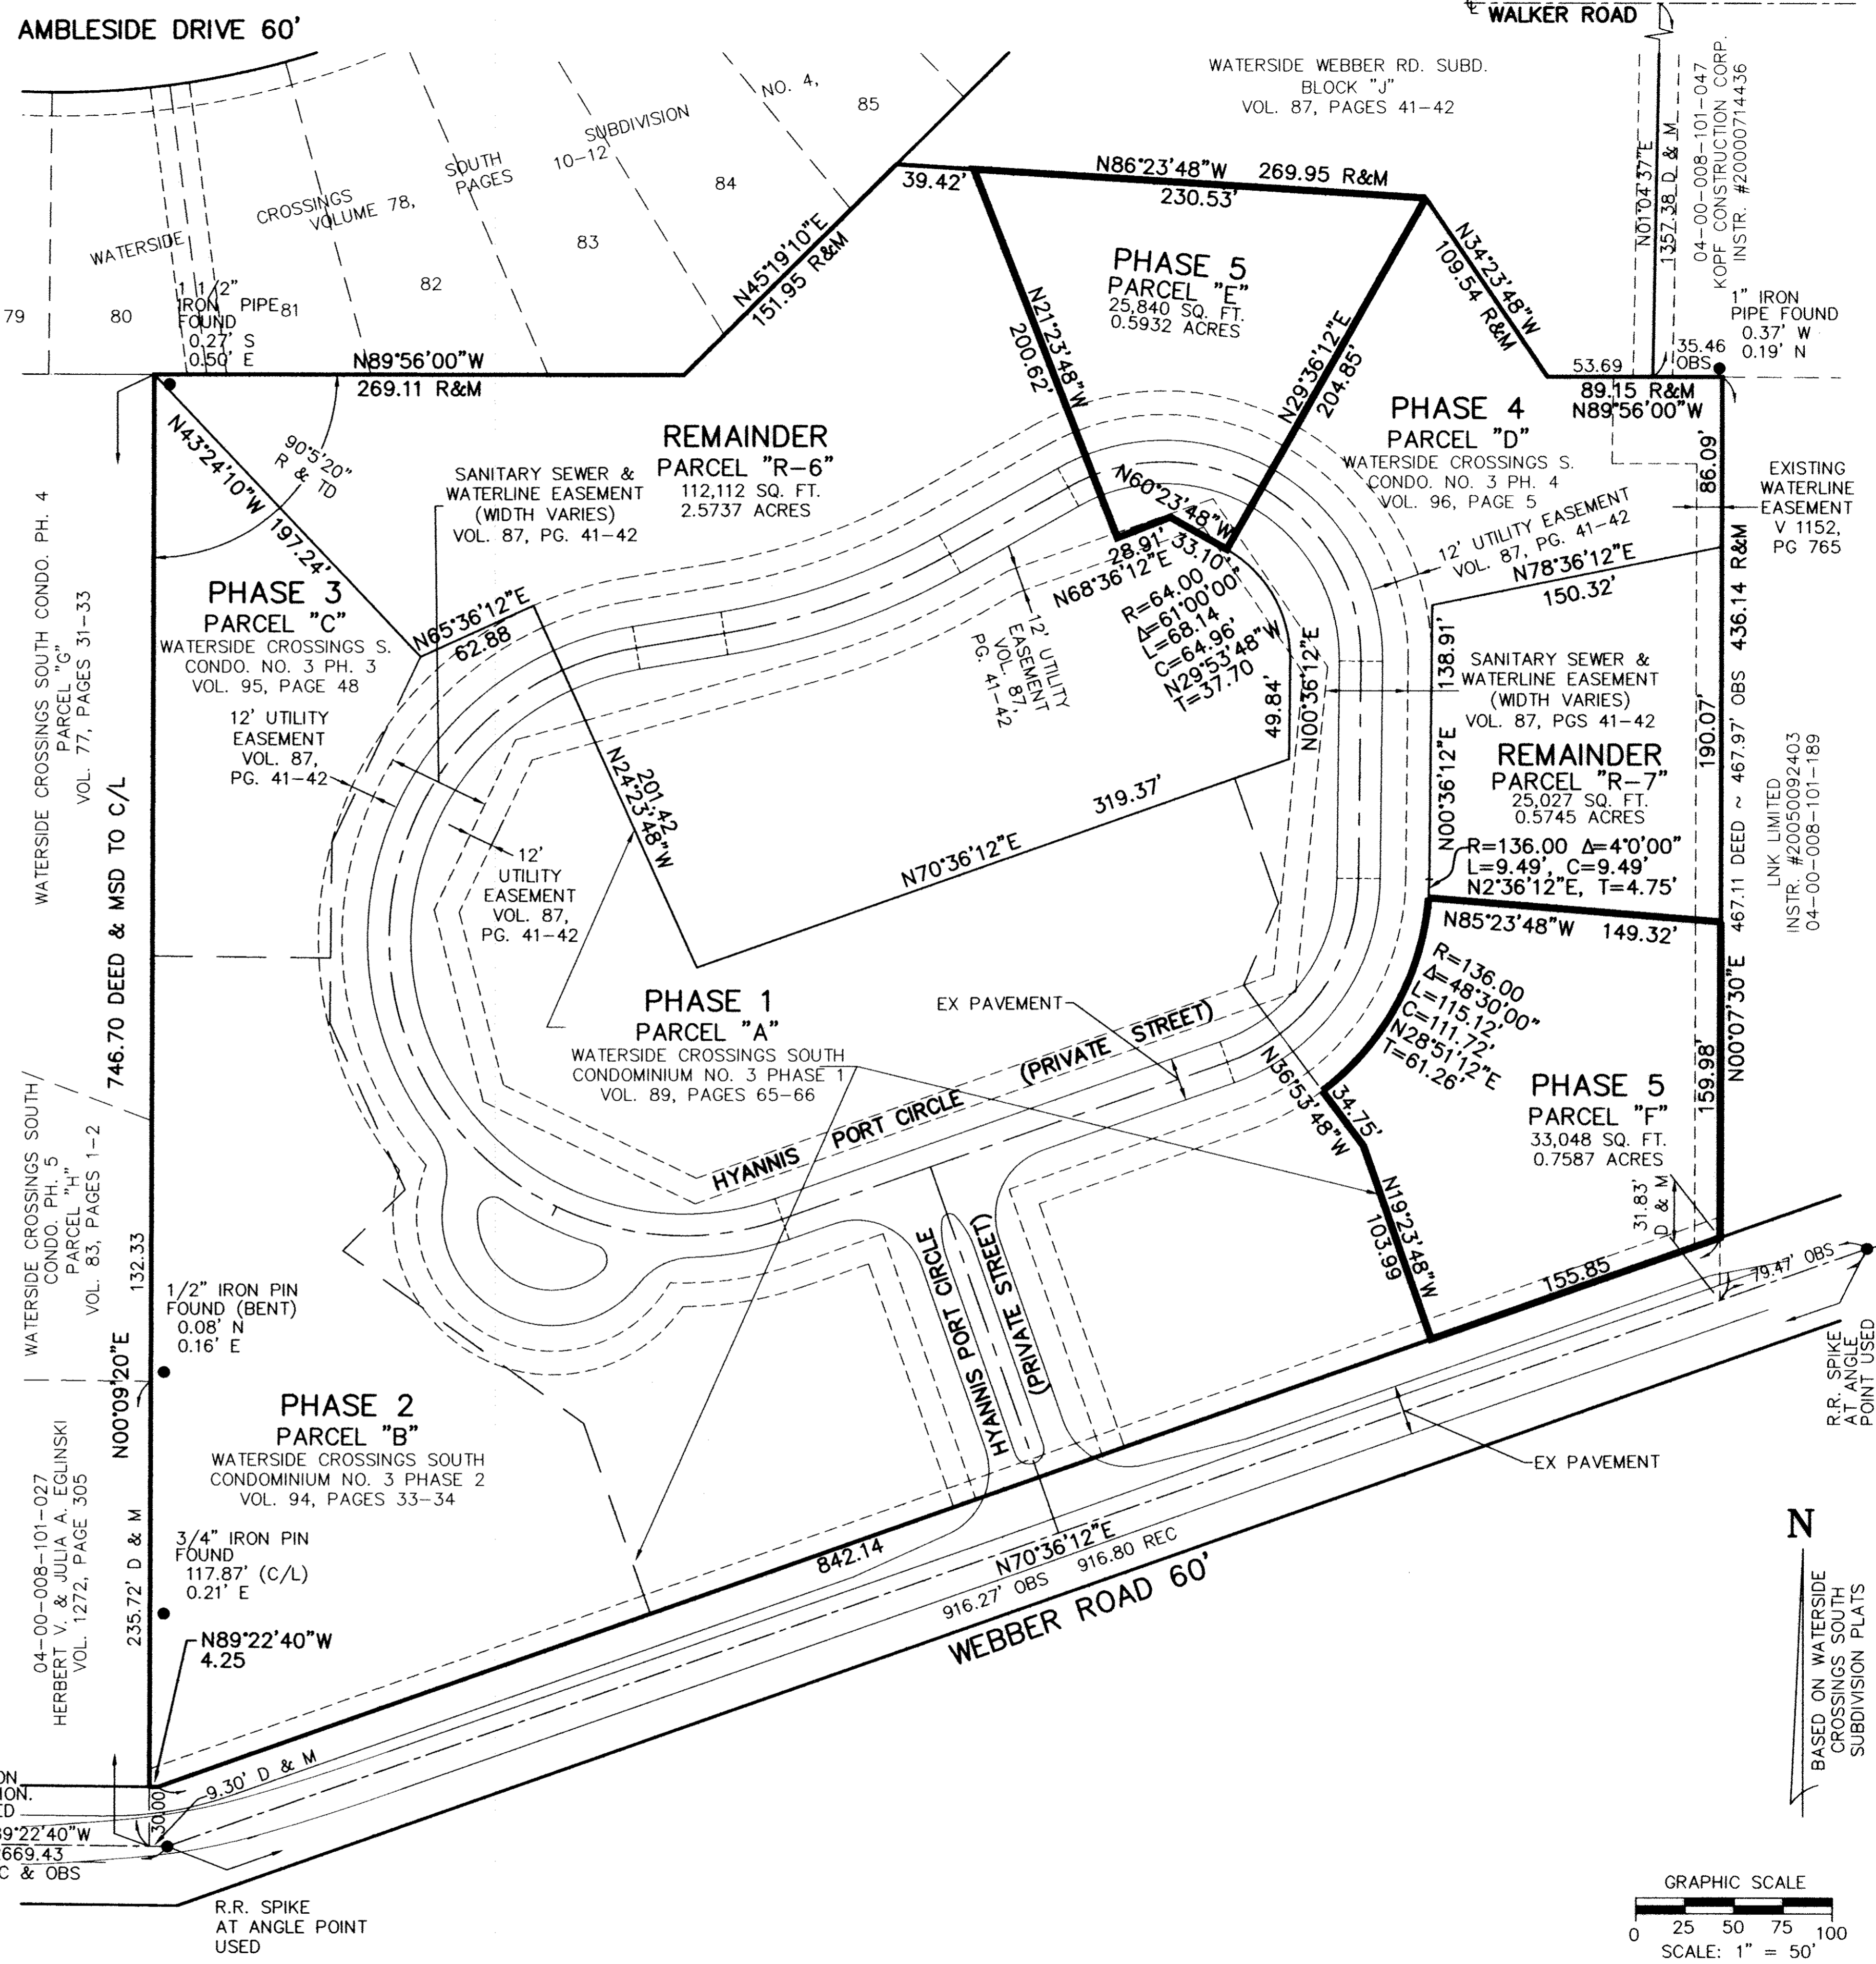 AMBLESIDE DRIVE 60'
℄ WALKER ROAD
WATERSIDE WEBBER RD. SUBD.
BLOCK "J"
VOL. 87, PAGES 41-42
N01°04'37"E
1357.38 D & M
04-00-008-101-047
KOPF CONSTRUCTION CORP.
INSTR. #20000714436
WATERSIDE CROSSINGS SOUTH SUBDIVISION NO. 4,
VOLUME 78, PAGES 10-12
79
80
81
82
83
84
85
1 1/2"
IRON PIPE
FOUND
0.27' S
0.50' E
N89°56'00"W
269.11 R&M
N45°19'10"E
151.95 R&M
39.42'
N86°23'48"W 269.95 R&M
230.53'
PHASE 5
PARCEL "E"
25,840 SQ. FT.
0.5932 ACRES
N21°23'48"W
200.62'
N29°36'12"E
204.85'
N34°23'48"W
109.54 R&M
1" IRON
PIPE FOUND
0.37' W
0.19' N
53.69
35.46
OBS
89.15 R&M
N89°56'00"W
PHASE 4
PARCEL "D"
WATERSIDE CROSSINGS S.
CONDO. NO. 3 PH. 4
VOL. 96, PAGE 5
86.09'
EXISTING
WATERLINE
EASEMENT
V 1152,
PG 765
12' UTILITY EASEMENT
VOL. 87, PG. 41-42
N78°36'12"E
150.32'
N43°24'10"W 197.24'
90°5'20"
R & TD
REMAINDER
PARCEL "R-6"
112,112 SQ. FT.
2.5737 ACRES
SANITARY SEWER &
WATERLINE EASEMENT
(WIDTH VARIES)
VOL. 87, PG. 41-42
N60°23'48"W
33.10'
28.91'
N68°36'12"E
R=64.00
Δ=61°00'00"
L=68.14
C=64.96'
N29°53'48"W
T=37.70
12' UTILITY
EASEMENT
VOL. 87,
PG. 41-42
49.84'
N00°36'12"E
WATERSIDE CROSSINGS SOUTH CONDO. PH. 4
PARCEL "G"
VOL. 77, PAGES 31-33
746.70 DEED & MSD TO C/L
PHASE 3
PARCEL "C"
WATERSIDE CROSSINGS S.
CONDO. NO. 3 PH. 3
VOL. 95, PAGE 48
12' UTILITY
EASEMENT
VOL. 87,
PG. 41-42
N65°36'12"E
62.88
201.42
N24°23'48"W
319.37'
N70°36'12"E
12'
UTILITY
EASEMENT
VOL. 87,
PG. 41-42
138.91'
N00°36'12"E
SANITARY SEWER &
WATERLINE EASEMENT
(WIDTH VARIES)
VOL. 87, PGS 41-42
REMAINDER
PARCEL "R-7"
25,027 SQ. FT.
0.5745 ACRES
R=136.00 Δ=4°0'00"
L=9.49', C=9.49'
N2°36'12"E, T=4.75'
190.07'
N00°07'30"E 467.11 DEED ~ 467.97' OBS 436.14 R&M
LNK LIMITED
INSTR. #20050092403
04-00-008-101-189
N85°23'48"W 149.32'
R=136.00
Δ=48°30'00"
L=115.12'
C=111.72'
N28°51'12"E
T=61.26'
PHASE 5
PARCEL "F"
33,048 SQ. FT.
0.7587 ACRES
159.98'
31.83'
D & M
34.75'
N36°53'48"W
N19°23'48"W
103.99
155.85
79.47' OBS
R.R. SPIKE
AT ANGLE
POINT USED
PHASE 1
PARCEL "A"
WATERSIDE CROSSINGS SOUTH
CONDOMINIUM NO. 3 PHASE 1
VOL. 89, PAGES 65-66
EX PAVEMENT
HYANNIS PORT CIRCLE (PRIVATE STREET)
HYANNIS PORT CIRCLE
(PRIVATE STREET)
WATERSIDE CROSSINGS SOUTH
CONDO. PH. 5
PARCEL "H"
VOL. 83, PAGES 1-2
132.33
N00°09'20"E
1/2" IRON PIN
FOUND (BENT)
0.08' N
0.16' E
PHASE 2
PARCEL "B"
WATERSIDE CROSSINGS SOUTH
CONDOMINIUM NO. 3 PHASE 2
VOL. 94, PAGES 33-34
04-00-008-101-027
HERBERT V. & JULIA A. EGLINSKI
VOL. 1272, PAGE 305
235.72' D & M
3/4" IRON PIN
FOUND
117.87' (C/L)
0.21' E
N89°22'40"W
4.25
842.14
N70°36'12"E
916.27' OBS 916.80 REC
WEBBER ROAD 60'
EX PAVEMENT
9.30' D & M
30.00
9°22'40"W
669.43
C & OBS
R.R. SPIKE
AT ANGLE POINT
USED
N
BASED ON WATERSIDE
CROSSINGS SOUTH
SUBDIVISION PLATS
GRAPHIC SCALE
0 25 50 75 100
SCALE: 1" = 50'